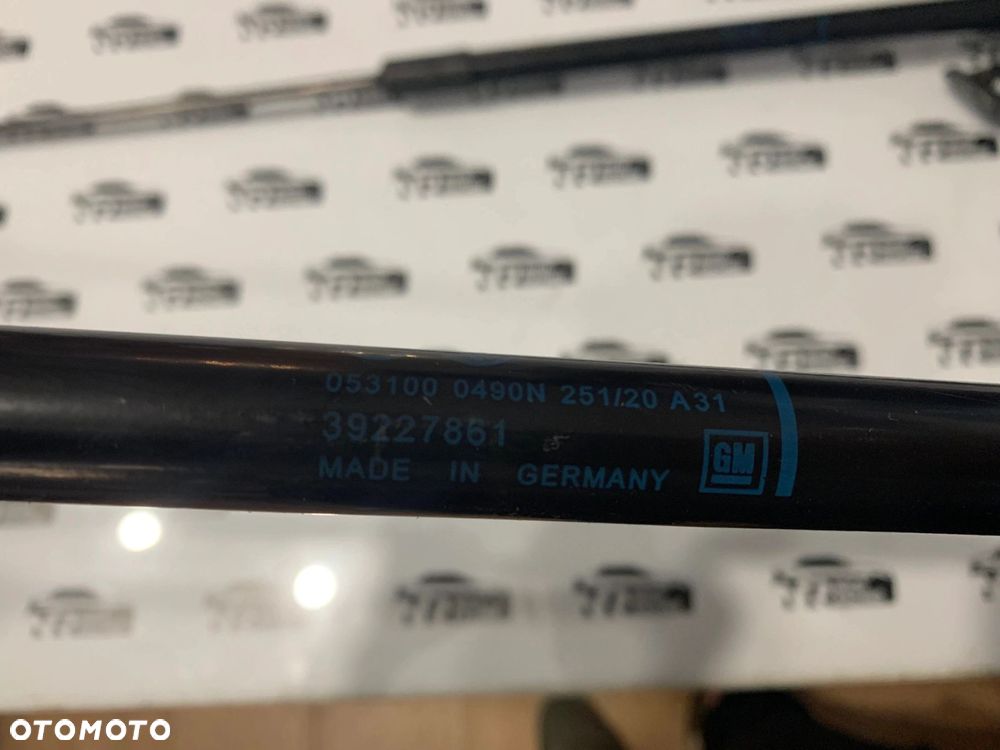 053100 0490N 251/20 A31
39227861
MADE IN GERMANY
GM
OTOMOTO